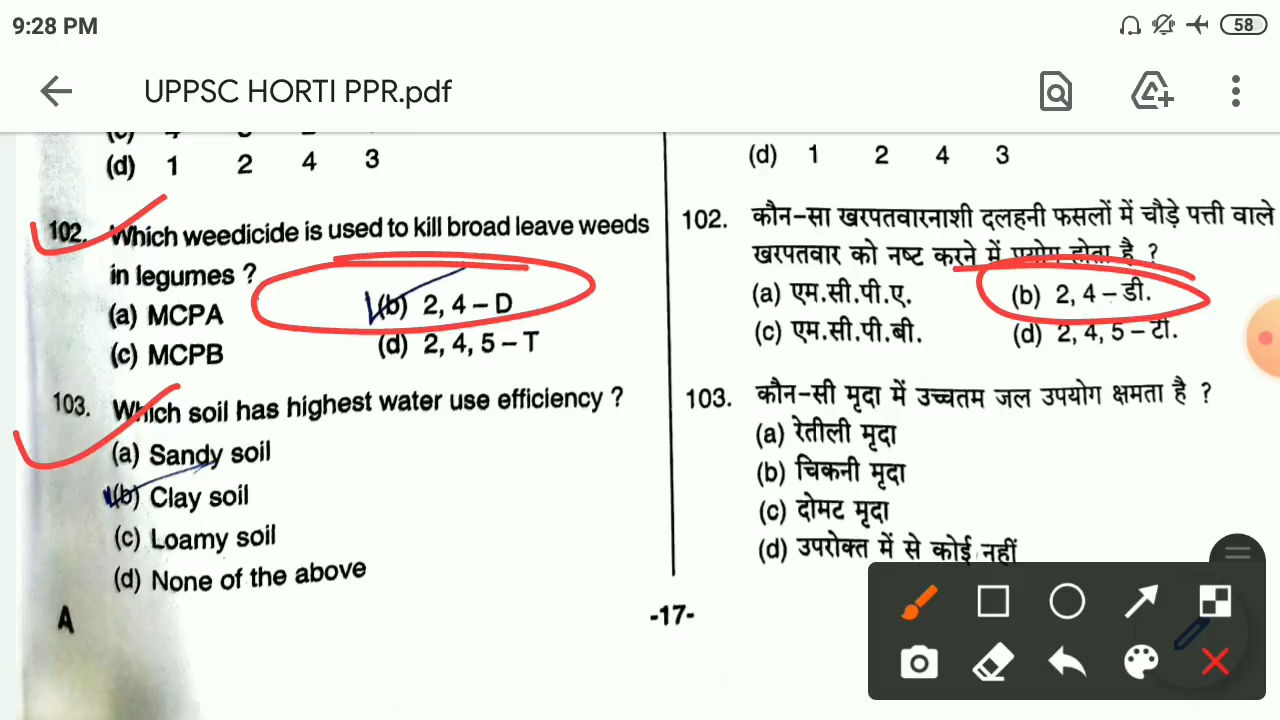 9:28 PM
58
UPPSC HORTI PPR.pdf
(d) 1 2 4 3
102. Which weedicide is used to kill broad leave weeds
in legumes ?
(a) MCPA (b) 2, 4 – D
(c) MCPB (d) 2, 4, 5 – T
103. Which soil has highest water use efficiency ?
(a) Sandy soil
(b) Clay soil
(c) Loamy soil
(d) None of the above
A
-17-
(d) 1 2 4 3
102. कौन-सा खरपतवारनाशी दलहनी फसलों में चौड़े पत्ती वाले
खरपतवार को नष्ट करने में प्रयोग होता है ?
(a) एम.सी.पी.ए. (b) 2, 4 – डी.
(c) एम.सी.पी.बी. (d) 2, 4, 5 – टी.
103. कौन-सी मृदा में उच्चतम जल उपयोग क्षमता है ?
(a) रेतीली मृदा
(b) चिकनी मृदा
(c) दोमट मृदा
(d) उपरोक्त में से कोई नहीं